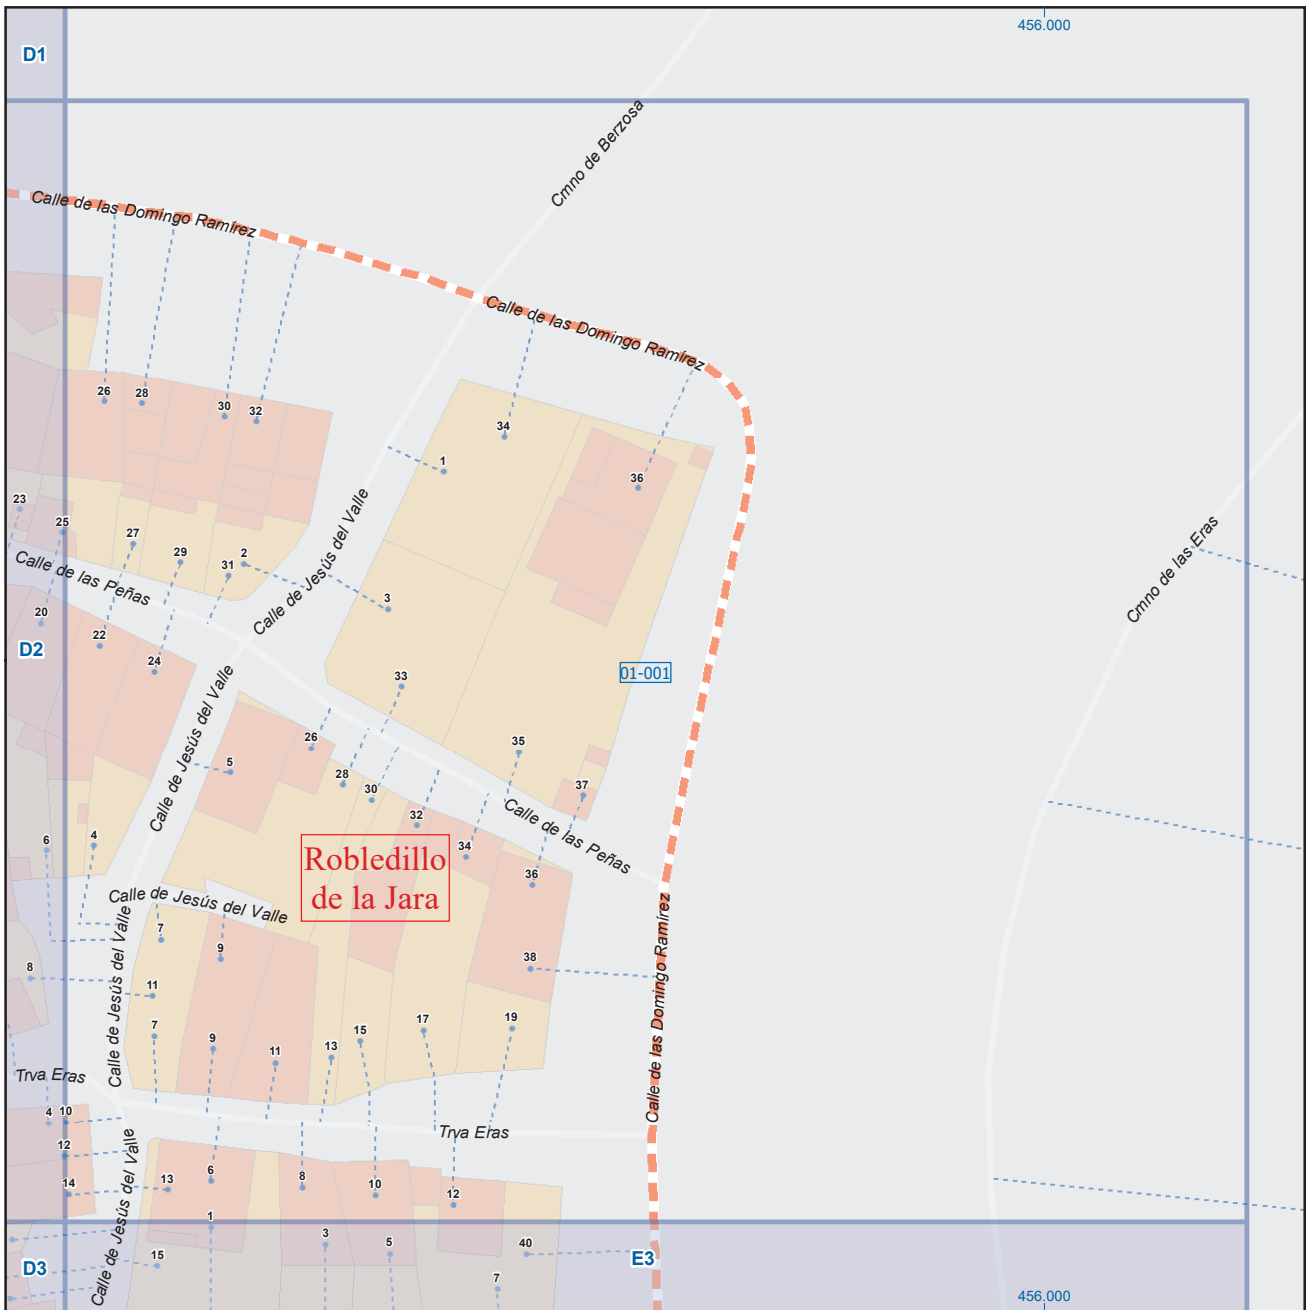 456.000
D1
Cmno de Berzosa
Calle de las Domingo Ramírez
Calle de las Domingo Ramírez
26
28
30
32
34
1
36
23
25
27
29
31
2
Calle de Jesús del Valle
3
Cmno de las Eras
Calle de las Peñas
20
22
24
D2
33
01-001
Calle de Jesús del Valle
26
5
28
30
35
37
32
34
36
Calle de las Peñas
6
4
Robledillo
de la Jara
Calle de Jesús del Valle
7
9
38
8
11
Calle de Jesús del Valle
Calle de las Domingo Ramírez
7
9
11
13
15
17
19
Trva Eras
4
10
12
14
Trva Eras
13
6
8
10
12
Calle de Jesús del Valle
1
3
5
40
E3
D3
15
7
456.000